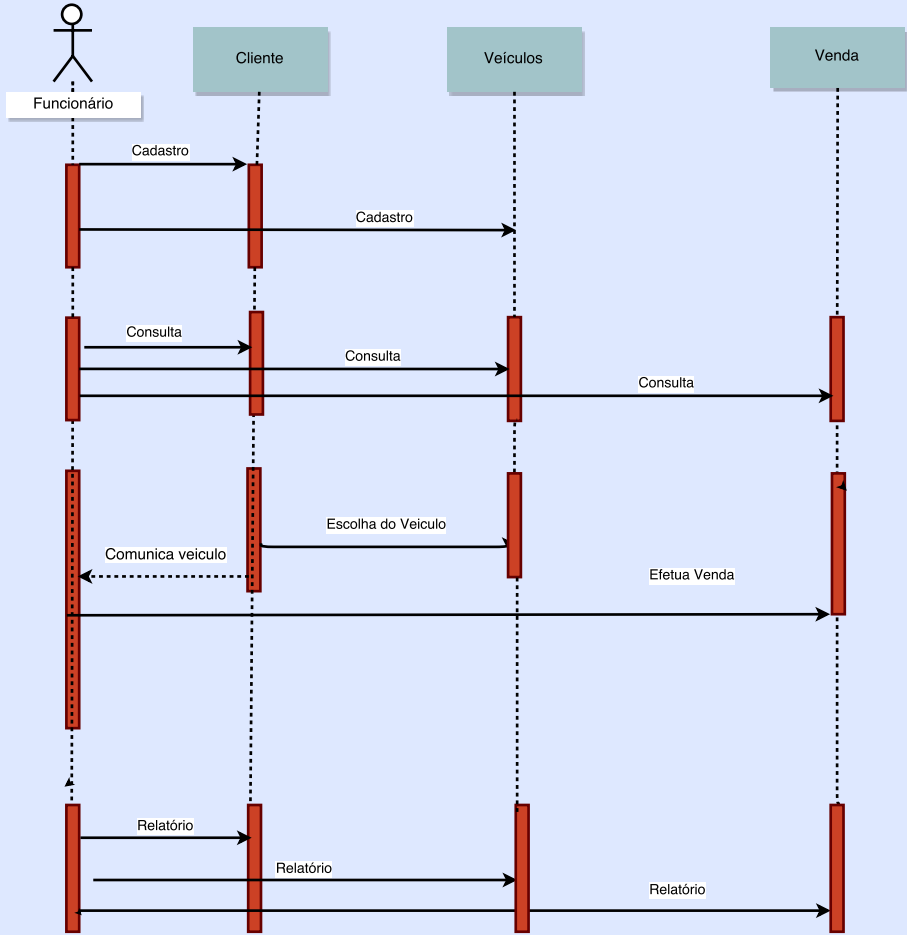 Cliente
Veículos
Venda
Funcionário
Cadastro
Cadastro
Consulta
Consulta
Consulta
Escolha do Veiculo
Comunica veiculo
Efetua Venda
Relatório
Relatório
Relatório